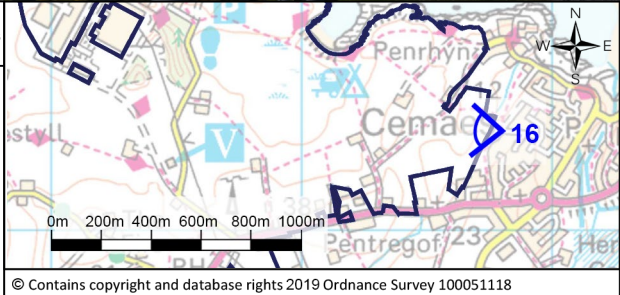 P
N
Penrhyn
W E
S
Cemaes
16
P
V
0m 200m 400m 600m 800m 1000m
Pentregof 23
© Contains copyright and database rights 2019 Ordnance Survey 100051118